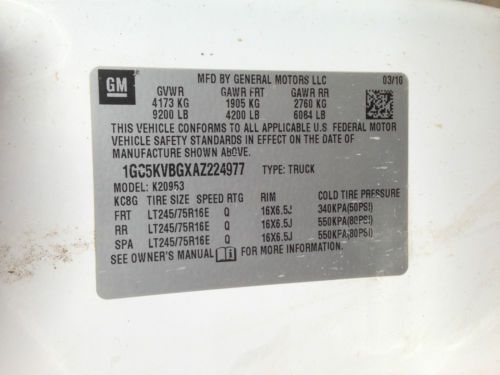 GM
MFD BY GENERAL MOTORS LLC 03/10
GVWR GAWR FRT GAWR RR
4173 KG 1905 KG 2760 KG
9200 LB 4200 LB 6084 LB
THIS VEHICLE CONFORMS TO ALL APPLICABLE U.S. FEDERAL MOTOR
VEHICLE SAFETY STANDARDS IN EFFECT ON THE DATE OF
MANUFACTURE SHOWN ABOVE.
1GC5KVBGXAZ224977 TYPE: TRUCK
MODEL: K20953
KC8G TIRE SIZE SPEED RTG RIM COLD TIRE PRESSURE
FRT LT245/75R16E Q 16X6.5J 340KPA(50PSI)
RR LT245/75R16E Q 16X6.5J 550KPA(80PSI)
SPA LT245/75R16E Q 16X6.5J 550KPA(80PSI)
SEE OWNER'S MANUAL FOR MORE INFORMATION.